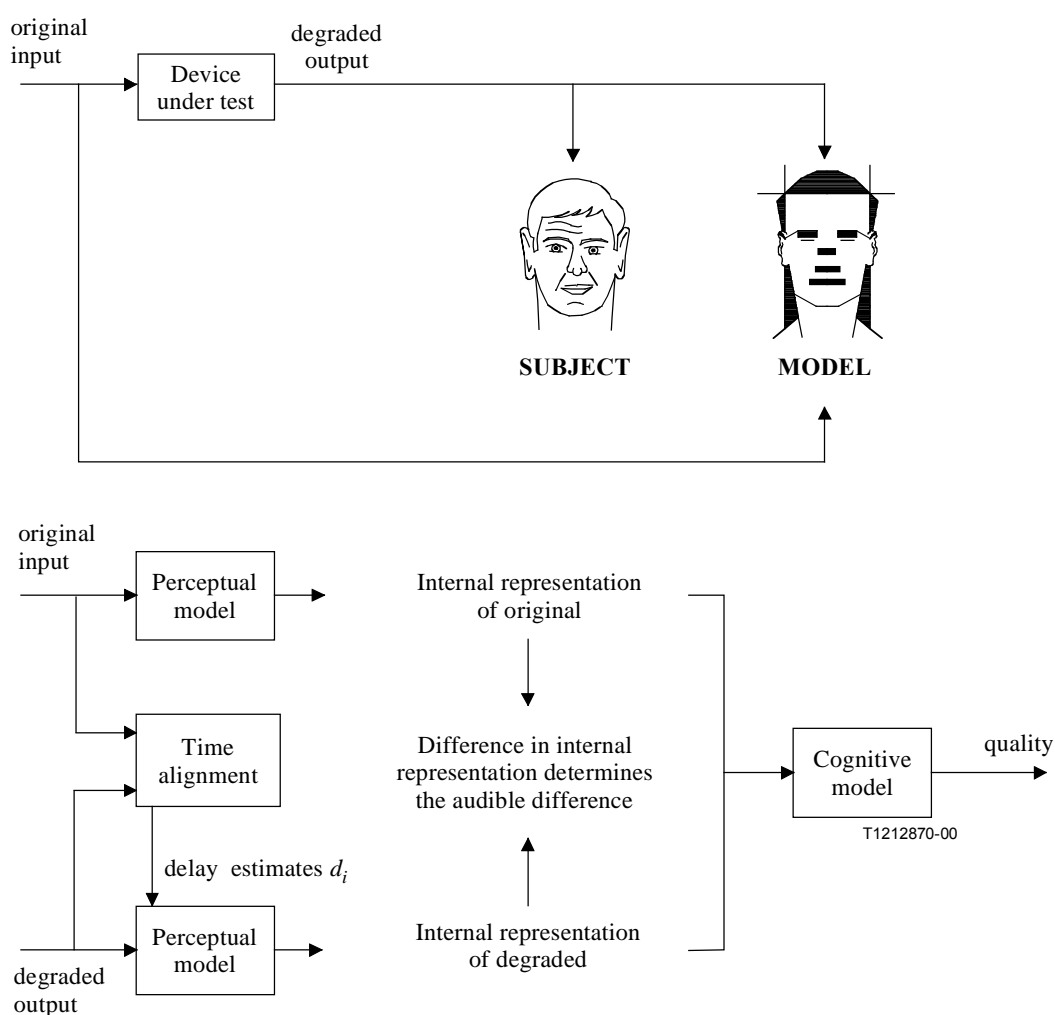 original
input
Device
under test
degraded
output
SUBJECT
MODEL
original
input
Perceptual
model
Internal representation
of original
Time
alignment
Difference in internal
representation determines
the audible difference
Cognitive
model
quality
T1212870-00
delay estimates di
Perceptual
model
Internal representation
of degraded
degraded
output